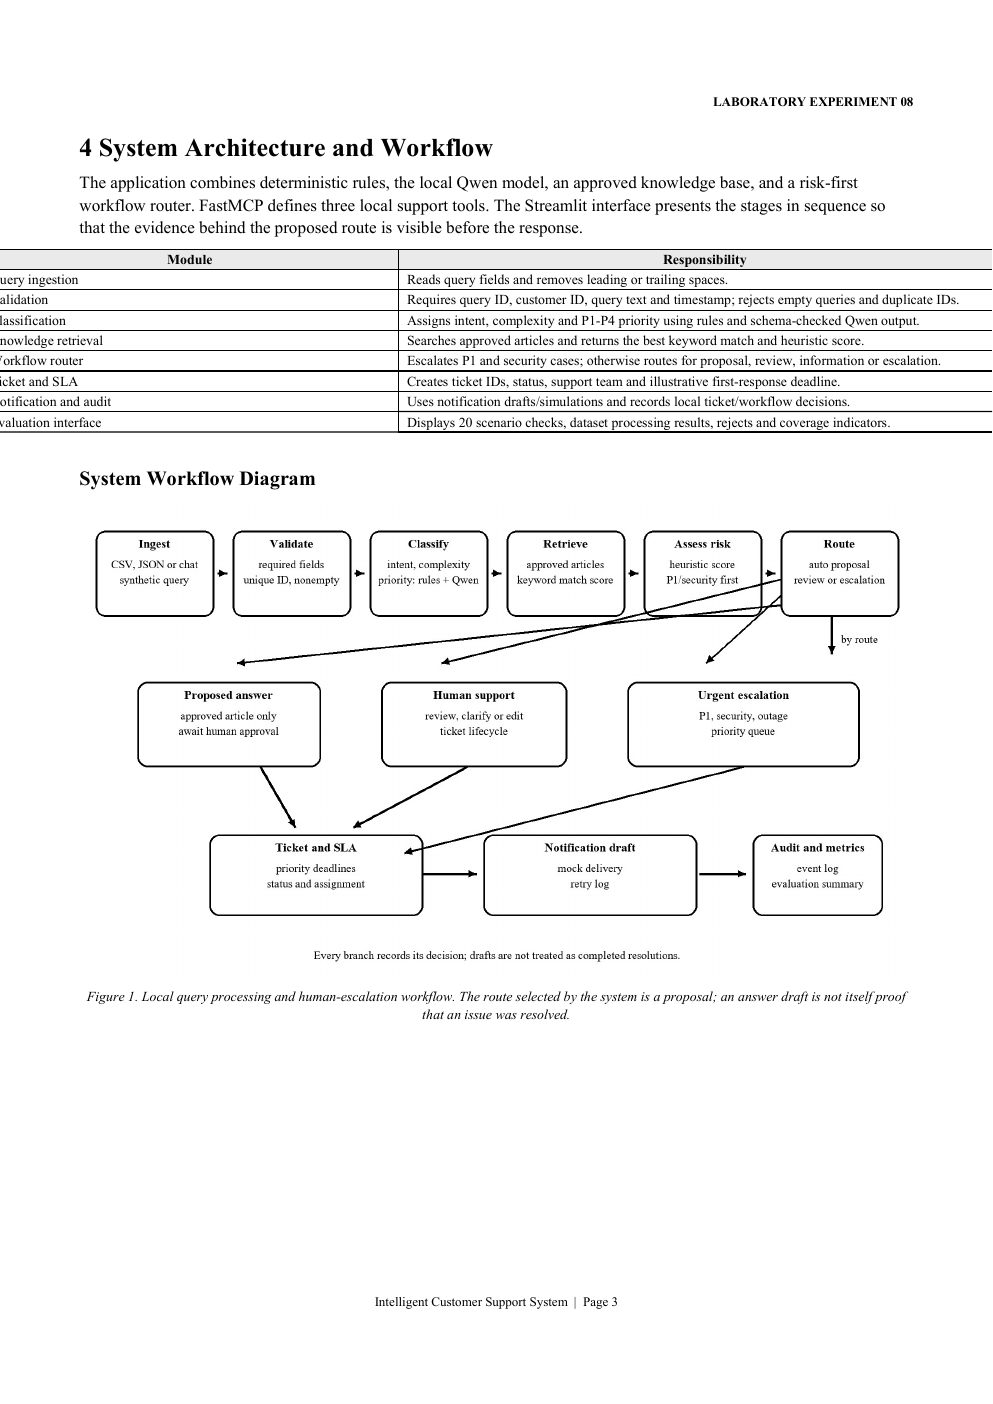 LABORATORY EXPERIMENT 08
4 System Architecture and Workflow
The application combines deterministic rules, the local Qwen model, an approved knowledge base, and a risk-first
workflow router. FastMCP defines three local support tools. The Streamlit interface presents the stages in sequence so
that the evidence behind the proposed route is visible before the response.
Module Responsibility
uery ingestion Reads query fields and removes leading or trailing spaces.
alidation Requires query ID, customer ID, query text and timestamp; rejects empty queries and duplicate IDs.
lassification Assigns intent, complexity and P1-P4 priority using rules and schema-checked Qwen output.
nowledge retrieval Searches approved articles and returns the best keyword match and heuristic score.
orkflow router Escalates P1 and security cases; otherwise routes for proposal, review, information or escalation.
icket and SLA Creates ticket IDs, status, support team and illustrative first-response deadline.
otification and audit Uses notification drafts/simulations and records local ticket/workflow decisions.
valuation interface Displays 20 scenario checks, dataset processing results, rejects and coverage indicators.
System Workflow Diagram
Ingest
CSV, JSON or chat
synthetic query
Validate
required fields
unique ID, nonempty
Classify
intent, complexity
priority: rules + Qwen
Retrieve
approved articles
keyword match score
Assess risk
heuristic score
P1/security first
Route
auto proposal
review or escalation
by route
Proposed answer
approved article only
await human approval
Human support
review, clarify or edit
ticket lifecycle
Urgent escalation
P1, security, outage
priority queue
Ticket and SLA
priority deadlines
status and assignment
Notification draft
mock delivery
retry log
Audit and metrics
event log
evaluation summary
Every branch records its decision; drafts are not treated as completed resolutions.
Figure 1. Local query processing and human-escalation workflow. The route selected by the system is a proposal; an answer draft is not itself proof
that an issue was resolved.
Intelligent Customer Support System | Page 3